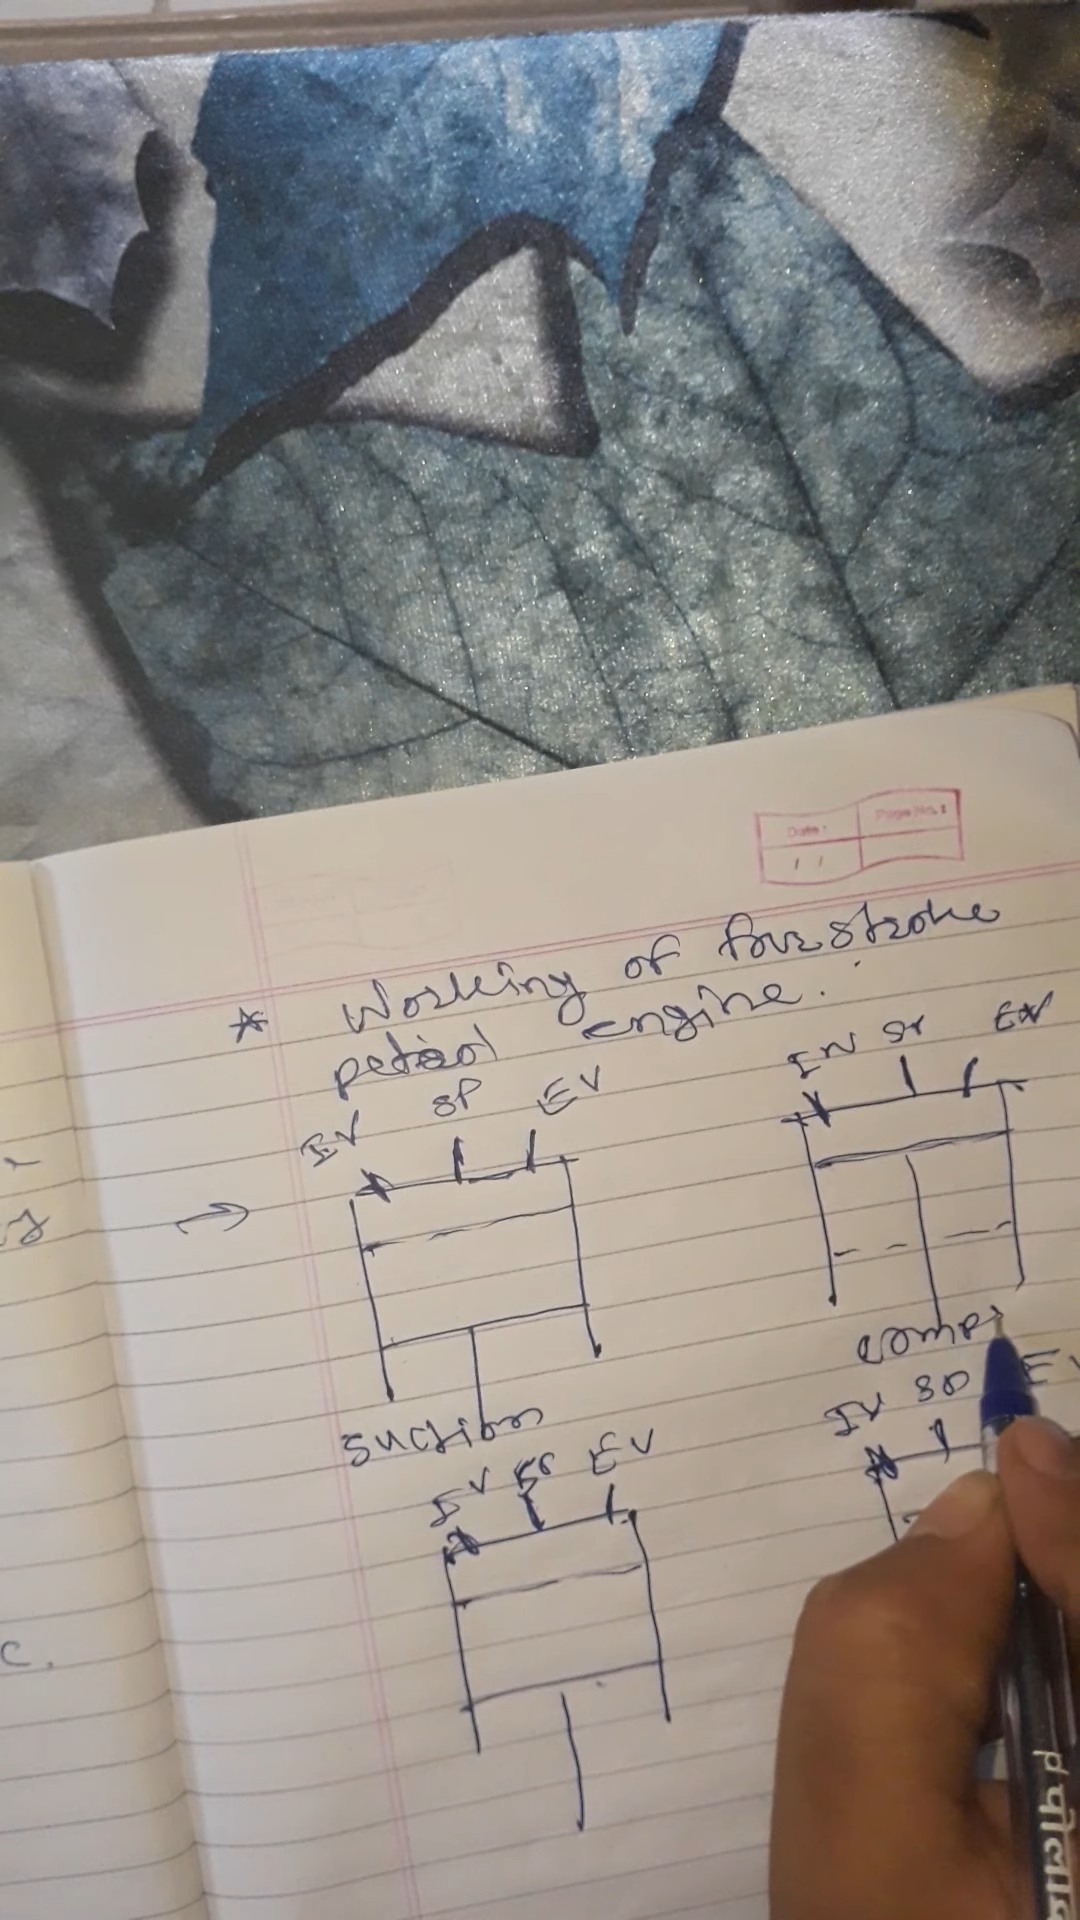 Date :
Page No. :
* Working of four stroke
petrol engine.
IV SP EV
IV SP EV
→
Suction
comp
IV SP EV
IV SP EV
c.